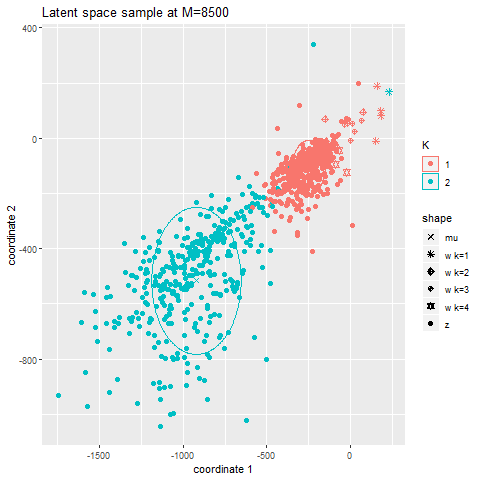 Latent space sample at M=8500
400
0
-400
-800
coordinate 2
-1500
-1000
-500
0
coordinate 1
K
1
2
shape
mu
w k=1
w k=2
w k=3
w k=4
z